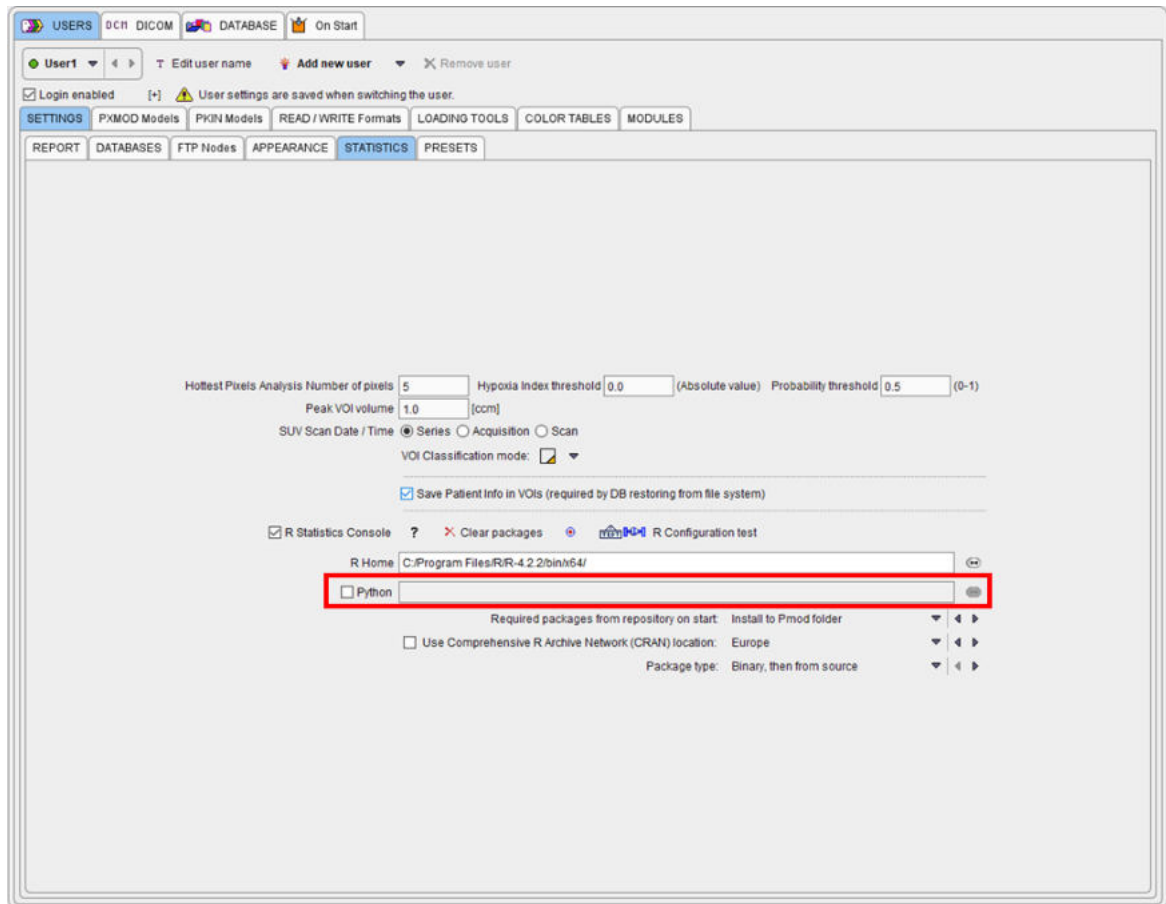 USERS DCM DICOM DATABASE On Start
User1 T Edit user name Add new user Remove user
Login enabled [+] User settings are saved when switching the user.
SETTINGS PXMOD Models PKIN Models READ / WRITE Formats LOADING TOOLS COLOR TABLES MODULES
REPORT DATABASES FTP Nodes APPEARANCE STATISTICS PRESETS
Hottest Pixels Analysis Number of pixels 5 Hypoxia Index threshold 0.0 (Absolute value) Probability threshold 0.5 (0-1)
Peak VOI volume 1.0 [ccm]
SUV Scan Date / Time Series Acquisition Scan
VOI Classification mode:
Save Patient Info in VOIs (required by DB restoring from file system)
R Statistics Console ? Clear packages R Configuration test
R Home C:/Program Files/R/R-4.2.2/bin/x64/
Python
Required packages from repository on start: Install to Pmod folder
Use Comprehensive R Archive Network (CRAN) location: Europe
Package type: Binary, then from source